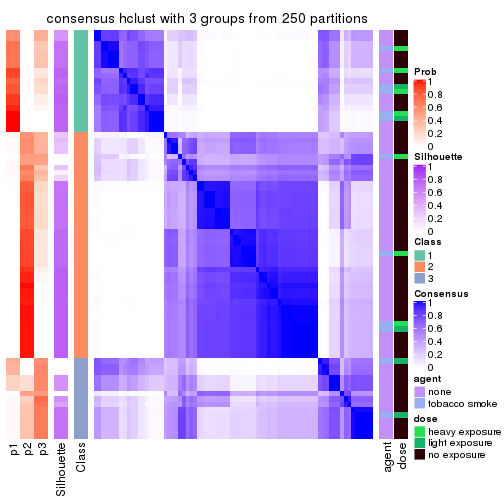 consensus hclust with 3 groups from 250 partitions
Prob
1
0.8
0.6
0.4
0.2
0
Silhouette
1
0.8
0.6
0.4
0.2
0
Class
1
2
3
Consensus
1
0.8
0.6
0.4
0.2
0
agent
none
tobacco smoke
dose
heavy exposure
light exposure
no exposure
p1
p2
p3
Silhouette
Class
agent
dose